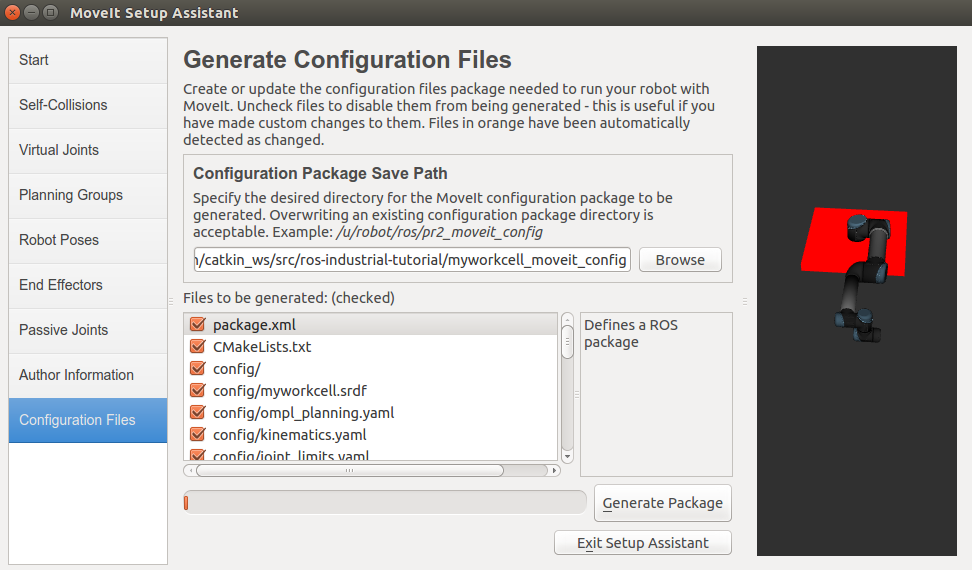 MoveIt Setup Assistant
Start
Self-Collisions
Virtual Joints
Planning Groups
Robot Poses
End Effectors
Passive Joints
Author Information
Configuration Files
Generate Configuration Files
Create or update the configuration files package needed to run your robot with
MoveIt. Uncheck files to disable them from being generated - this is useful if you
have made custom changes to them. Files in orange have been automatically
detected as changed.
Configuration Package Save Path
Specify the desired directory for the MoveIt configuration package to be
generated. Overwriting an existing configuration package directory is
acceptable. Example: /u/robot/ros/pr2_moveit_config
/catkin_ws/src/ros-industrial-tutorial/myworkcell_moveit_config
Browse
Files to be generated: (checked)
package.xml
CMakeLists.txt
config/
config/myworkcell.srdf
config/ompl_planning.yaml
config/kinematics.yaml
config/joint_limits.yaml
Defines a ROS
package
Generate Package
Exit Setup Assistant